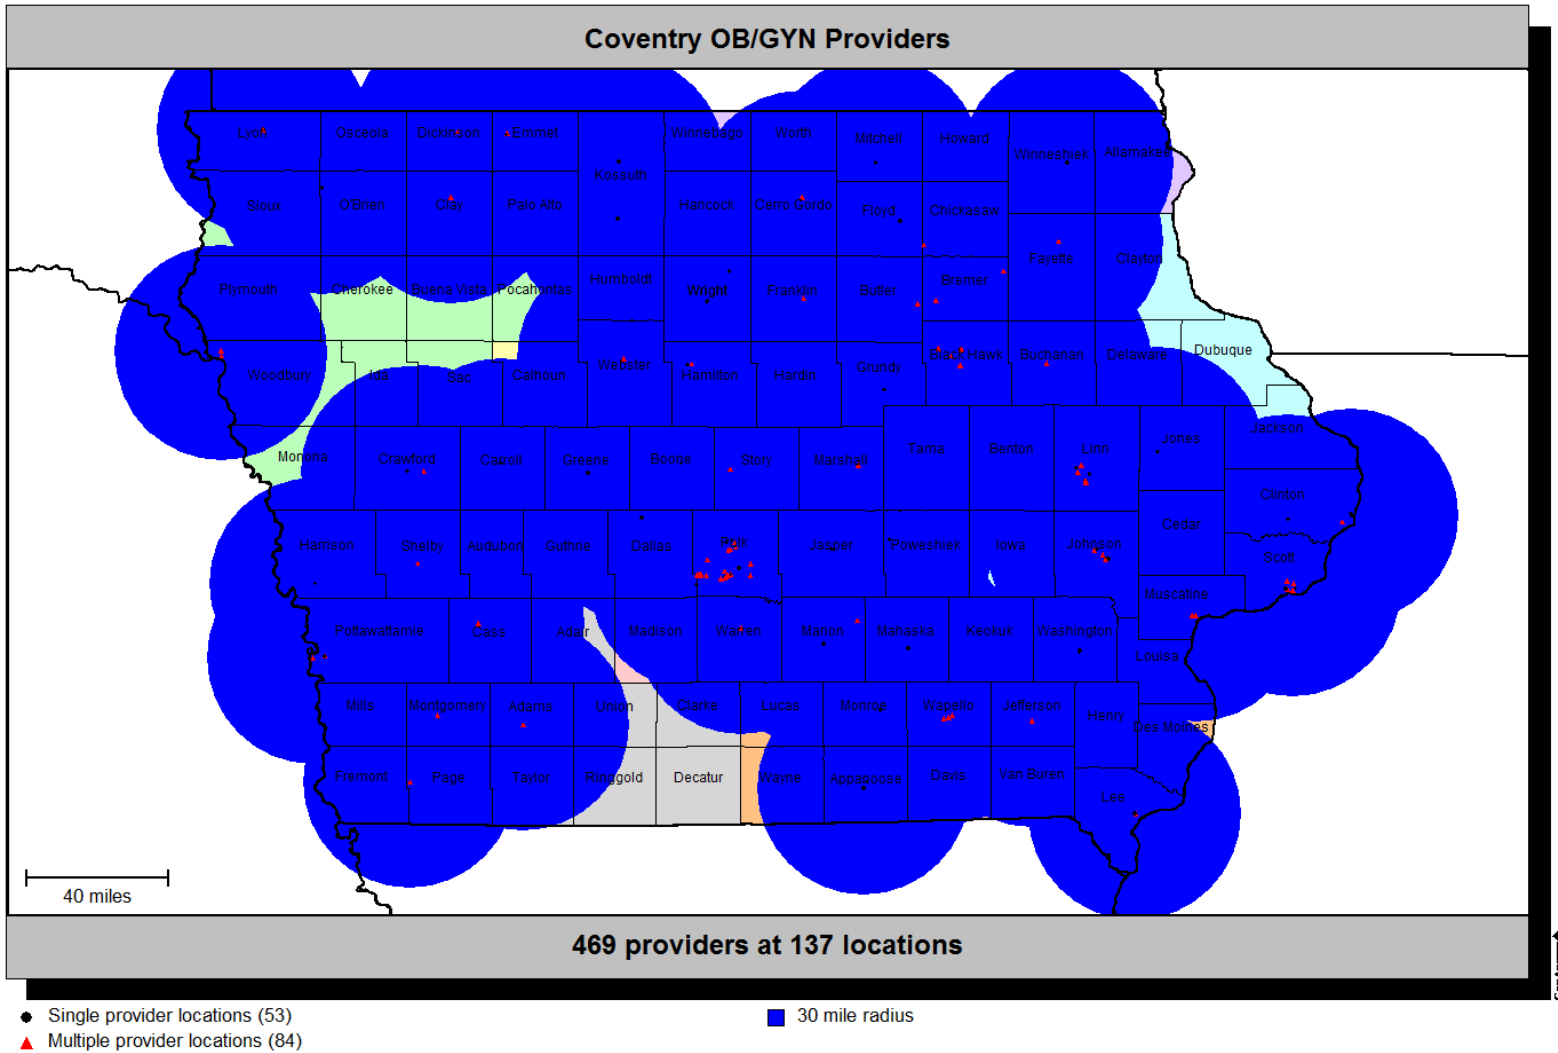 Coventry OB/GYN Providers
Lyon Osceola Dickinson Emmet Winnebago Worth Mitchell Howard Winneshiek Allamakee
Kossuth
Sioux O'Brien Clay Palo Alto Hancock Cerro Gordo Floyd Chickasaw
Fayette Clayton
Plymouth Cherokee Buena Vista Pocahontas Humboldt Wright Franklin Butler Bremer
Woodbury Ida Sac Calhoun Webster Hamilton Hardin Grundy Black Hawk Buchanan Delaware Dubuque
Monona Crawford Carroll Greene Boone Story Marshall Tama Benton Linn Jones Jackson
Clinton
Harrison Shelby Audubon Guthrie Dallas Polk Jasper Poweshiek Iowa Johnson Cedar Scott
Muscatine
Pottawattamie Cass Adair Madison Warren Marion Mahaska Keokuk Washington Louisa
Mills Montgomery Adams Union Clarke Lucas Monroe Wapello Jefferson Henry Des Moines
Fremont Page Taylor Ringgold Decatur Wayne Appanoose Davis Van Buren Lee
40 miles
469 providers at 137 locations
Single provider locations (53)
30 mile radius
Multiple provider locations (84)